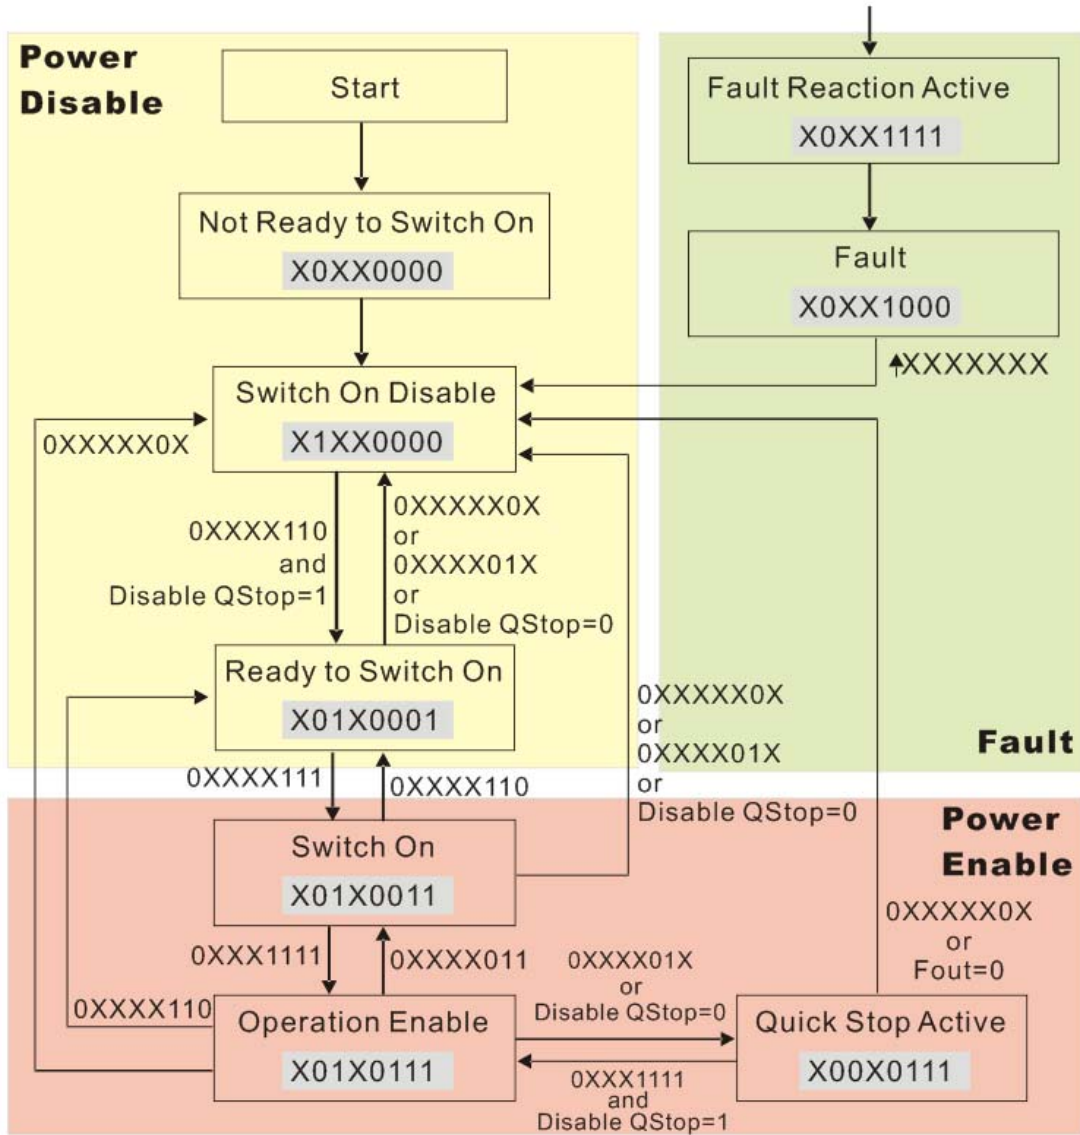 Power
Disable
Start
Not Ready to Switch On
X0XX0000
Switch On Disable
X1XX0000
0XXXXX0X
0XXXX110
and
Disable QStop=1
0XXXXX0X
or
0XXXX01X
or
Disable QStop=0
Ready to Switch On
X01X0001
0XXXX111
0XXXX110
Fault Reaction Active
X0XX1111
Fault
X0XX1000
XXXXXXX
Fault
0XXXXX0X
or
0XXXX01X
or
Disable QStop=0
Power
Enable
Switch On
X01X0011
0XXX1111
0XXXX011
0XXXX110
Operation Enable
X01X0111
0XXXX01X
or
Disable QStop=0
0XXX1111
and
Disable QStop=1
0XXXXX0X
or
Fout=0
Quick Stop Active
X00X0111